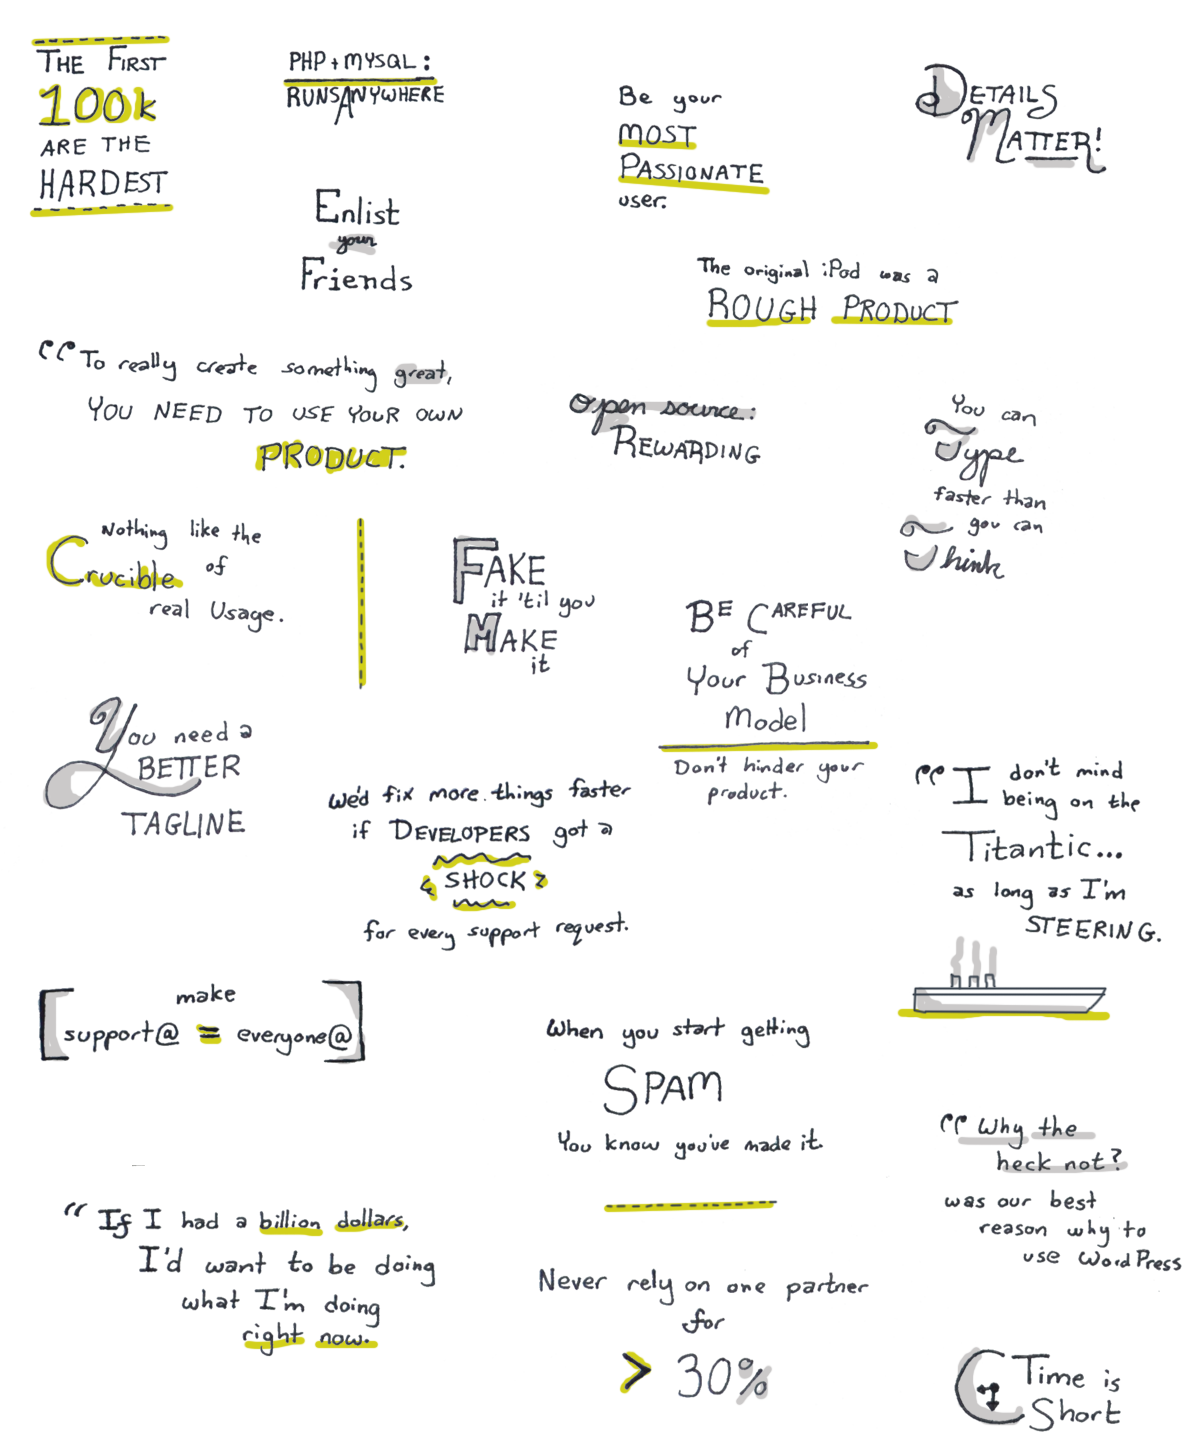 THE FIRST
100K
ARE THE
HARDEST
PHP + MYSQL:
RUNS ANYWHERE
Be your
MOST
PASSIONATE
user.
DETAILS
MATTER!
Enlist
your
Friends
The original iPod was a
ROUGH PRODUCT
“To really create something great,
YOU NEED TO USE YOUR OWN
PRODUCT.
open source:
REWARDING
You can
Type
faster than
you can
Think
Nothing like the
Crucible of
real Usage.
FAKE
it 'til you
MAKE
it
BE CAREFUL
of
Your Business
Model
Don't hinder your
product.
You need a
BETTER
TAGLINE
We'd fix more things faster
if DEVELOPERS got a
SHOCK
for every support request.
“I don't mind
being on the
Titantic...
as long as I'm
STEERING.
make
support@ = everyone@
When you start getting
SPAM
You know you've made it.
“Why the
heck not?
was our best
reason why to
use WordPress
“If I had a billion dollars,
I'd want to be doing
what I'm doing
right now.
Never rely on one partner
for
> 30%
Time is
Short